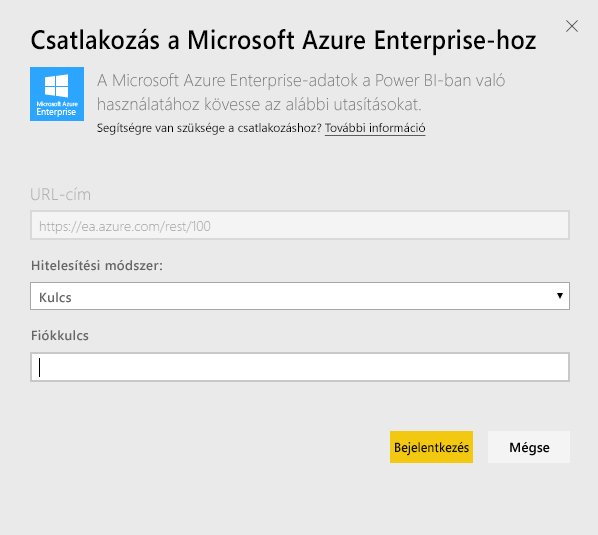 Csatlakozás a Microsoft Azure Enterprise-hoz
Microsoft Azure
Enterprise
A Microsoft Azure Enterprise-adatok a Power BI-ban való
használatához kövesse az alábbi utasításokat.
Segítségre van szüksége a csatlakozáshoz? További információ
URL-cím
https://ea.azure.com/rest/100
Hitelesítési módszer:
Kulcs
Fiókkulcs
Bejelentkezés Mégse